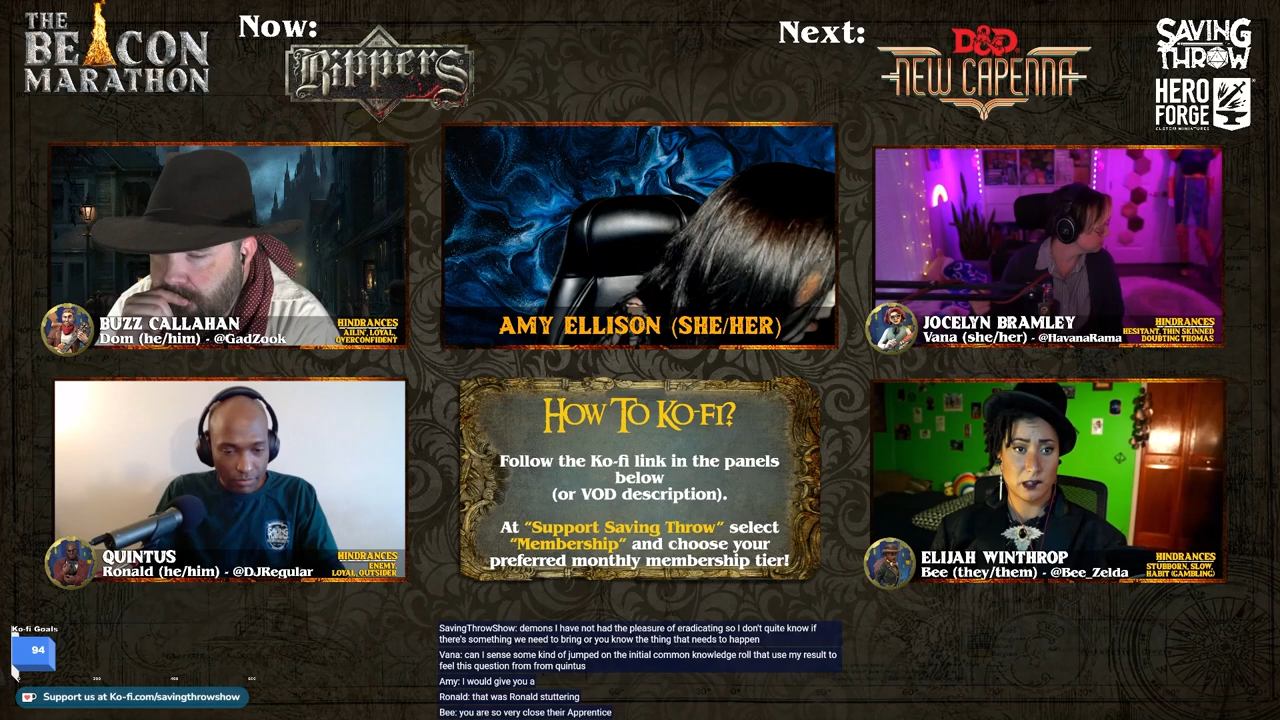 THE
BEACON
MARATHON
Now:
Rippers
Next:
D&D
NEW CAPENNA
SAVING
THROW
HERO
FORGE
CUSTOM MINIATURES
BUZZ CALLAHAN
Dom (he/him) - @GadZook
HINDRANCES
AILIN', LOYAL,
OVERCONFIDENT
AMY ELLISON (SHE/HER)
JOCELYN BRAMLEY
Vana (she/her) - @HavanaRama
HINDRANCES
HESITANT, THIN SKINNED
DOUBTING THOMAS
QUINTUS
Ronald (he/him) - @DJRegular
HINDRANCES
ENEMY,
LOYAL, OUTSIDER
HOW TO KO-FI?
Follow the Ko-fi link in the panels
below
(or VOD description).
At "Support Saving Throw" select
"Membership" and choose your
preferred monthly membership tier!
ELIJAH WINTHROP
Bee (they/them) - @Bee_Zelda
HINDRANCES
STUBBORN, SLOW,
HABIT (GAMBLING)
Ko-fi Goals
94
Support us at Ko-fi.com/savingthrowshow
SavingThrowShow: demons I have not had the pleasure of eradicating so I don't quite know if
there's something we need to bring or you know the thing that needs to happen
Vana: can I sense some kind of jumped on the initial common knowledge roll that use my result to
feel this question from from quintus
Amy: I would give you a
Ronald: that was Ronald stuttering
Bee: you are so very close their Apprentice